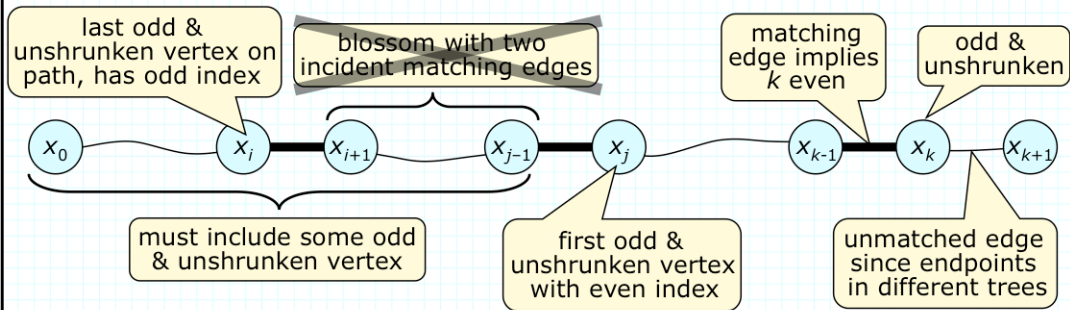 last odd &
unshrunken vertex on
path, has odd index
blossom with two
incident matching edges
matching
edge implies
k even
odd &
unshrunken
x0
xi
xi+1
xj-1
xj
xk-1
xk
xk+1
must include some odd
& unshrunken vertex
first odd &
unshrunken vertex
with even index
unmatched edge
since endpoints
in different trees